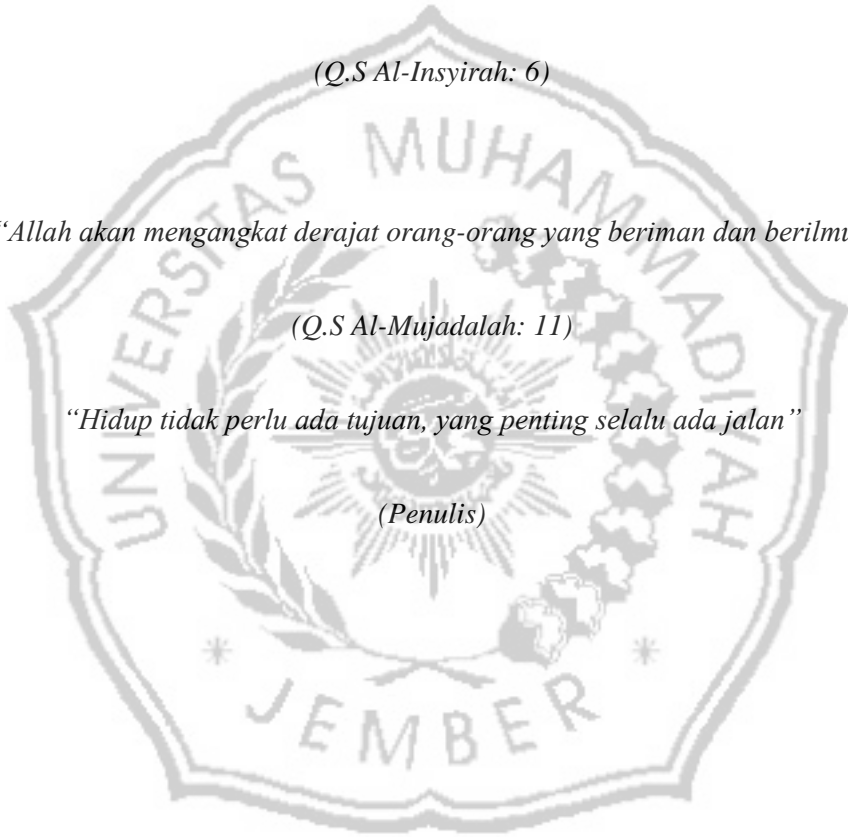 (Q.S Al-Insyirah: 6)
“Allah akan mengangkat derajat orang-orang yang beriman dan berilmu
(Q.S Al-Mujadalah: 11)
“Hidup tidak perlu ada tujuan, yang penting selalu ada jalan”
(Penulis)
UNIVERSITAS MUHAMMADIYAH
JEMBER